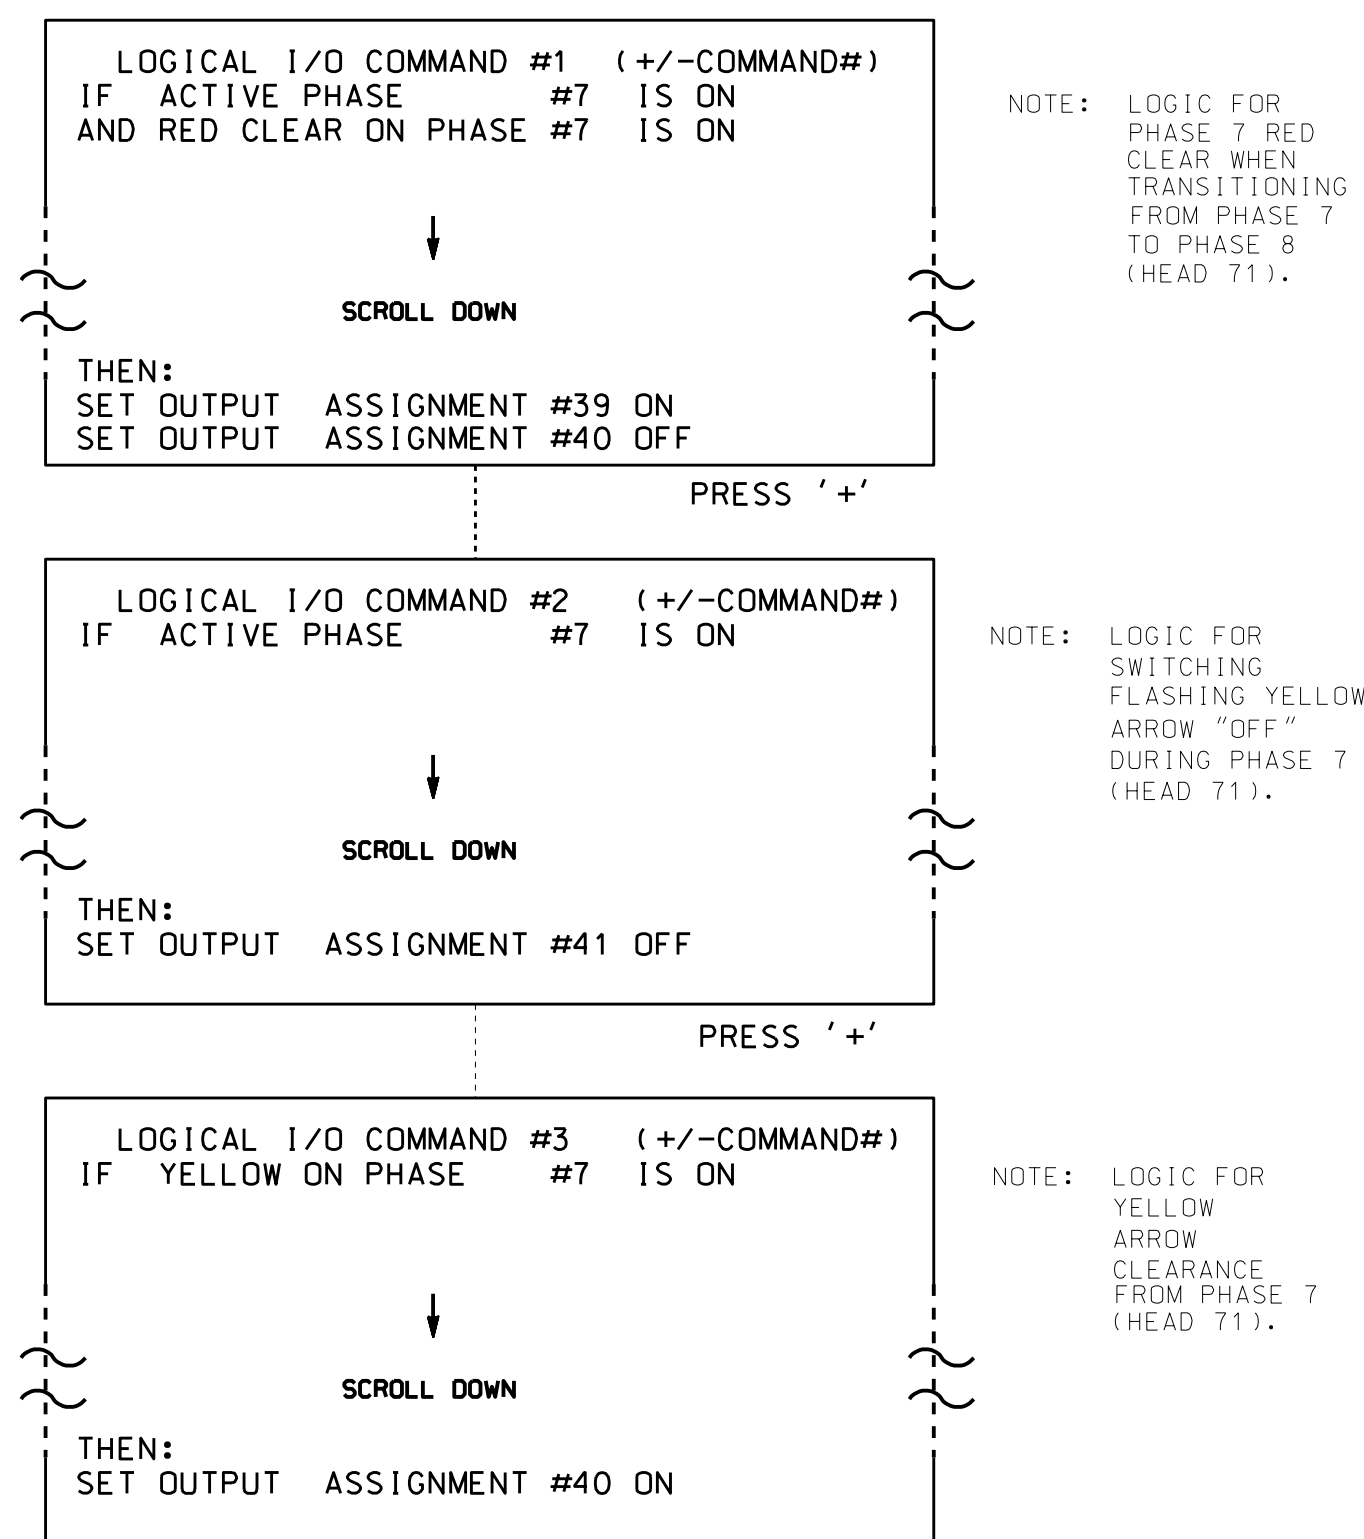 LOGICAL I/O COMMAND #1 (+/-COMMAND#)
IF ACTIVE PHASE #7 IS ON
AND RED CLEAR ON PHASE #7 IS ON
SCROLL DOWN
THEN:
SET OUTPUT ASSIGNMENT #39 ON
SET OUTPUT ASSIGNMENT #40 OFF
NOTE: LOGIC FOR
PHASE 7 RED
CLEAR WHEN
TRANSITIONING
FROM PHASE 7
TO PHASE 8
(HEAD 71).
PRESS '+'
LOGICAL I/O COMMAND #2 (+/-COMMAND#)
IF ACTIVE PHASE #7 IS ON
SCROLL DOWN
THEN:
SET OUTPUT ASSIGNMENT #41 OFF
NOTE: LOGIC FOR
SWITCHING
FLASHING YELLOW
ARROW "OFF"
DURING PHASE 7
(HEAD 71).
PRESS '+'
LOGICAL I/O COMMAND #3 (+/-COMMAND#)
IF YELLOW ON PHASE #7 IS ON
SCROLL DOWN
THEN:
SET OUTPUT ASSIGNMENT #40 ON
NOTE: LOGIC FOR
YELLOW
ARROW
CLEARANCE
FROM PHASE 7
(HEAD 71).